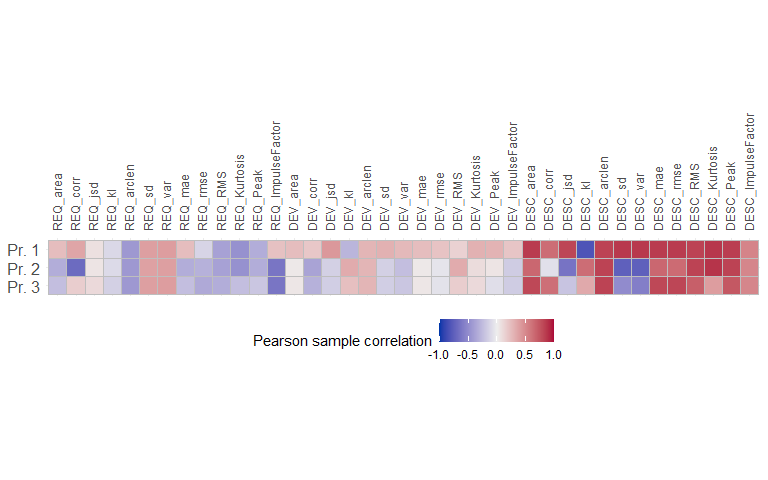 REQ_area
REQ_corr
REQ_jsd
REQ_kl
REQ_arclen
REQ_sd
REQ_var
REQ_mae
REQ_rmse
REQ_RMS
REQ_Kurtosis
REQ_Peak
REQ_ImpulseFactor
DEV_area
DEV_corr
DEV_jsd
DEV_kl
DEV_arclen
DEV_sd
DEV_var
DEV_mae
DEV_rmse
DEV_RMS
DEV_Kurtosis
DEV_Peak
DEV_ImpulseFactor
DESC_area
DESC_corr
DESC_jsd
DESC_kl
DESC_arclen
DESC_sd
DESC_var
DESC_mae
DESC_rmse
DESC_RMS
DESC_Kurtosis
DESC_Peak
DESC_ImpulseFactor
Pr. 1
Pr. 2
Pr. 3
Pearson sample correlation
-1.0 -0.5 0.0 0.5 1.0